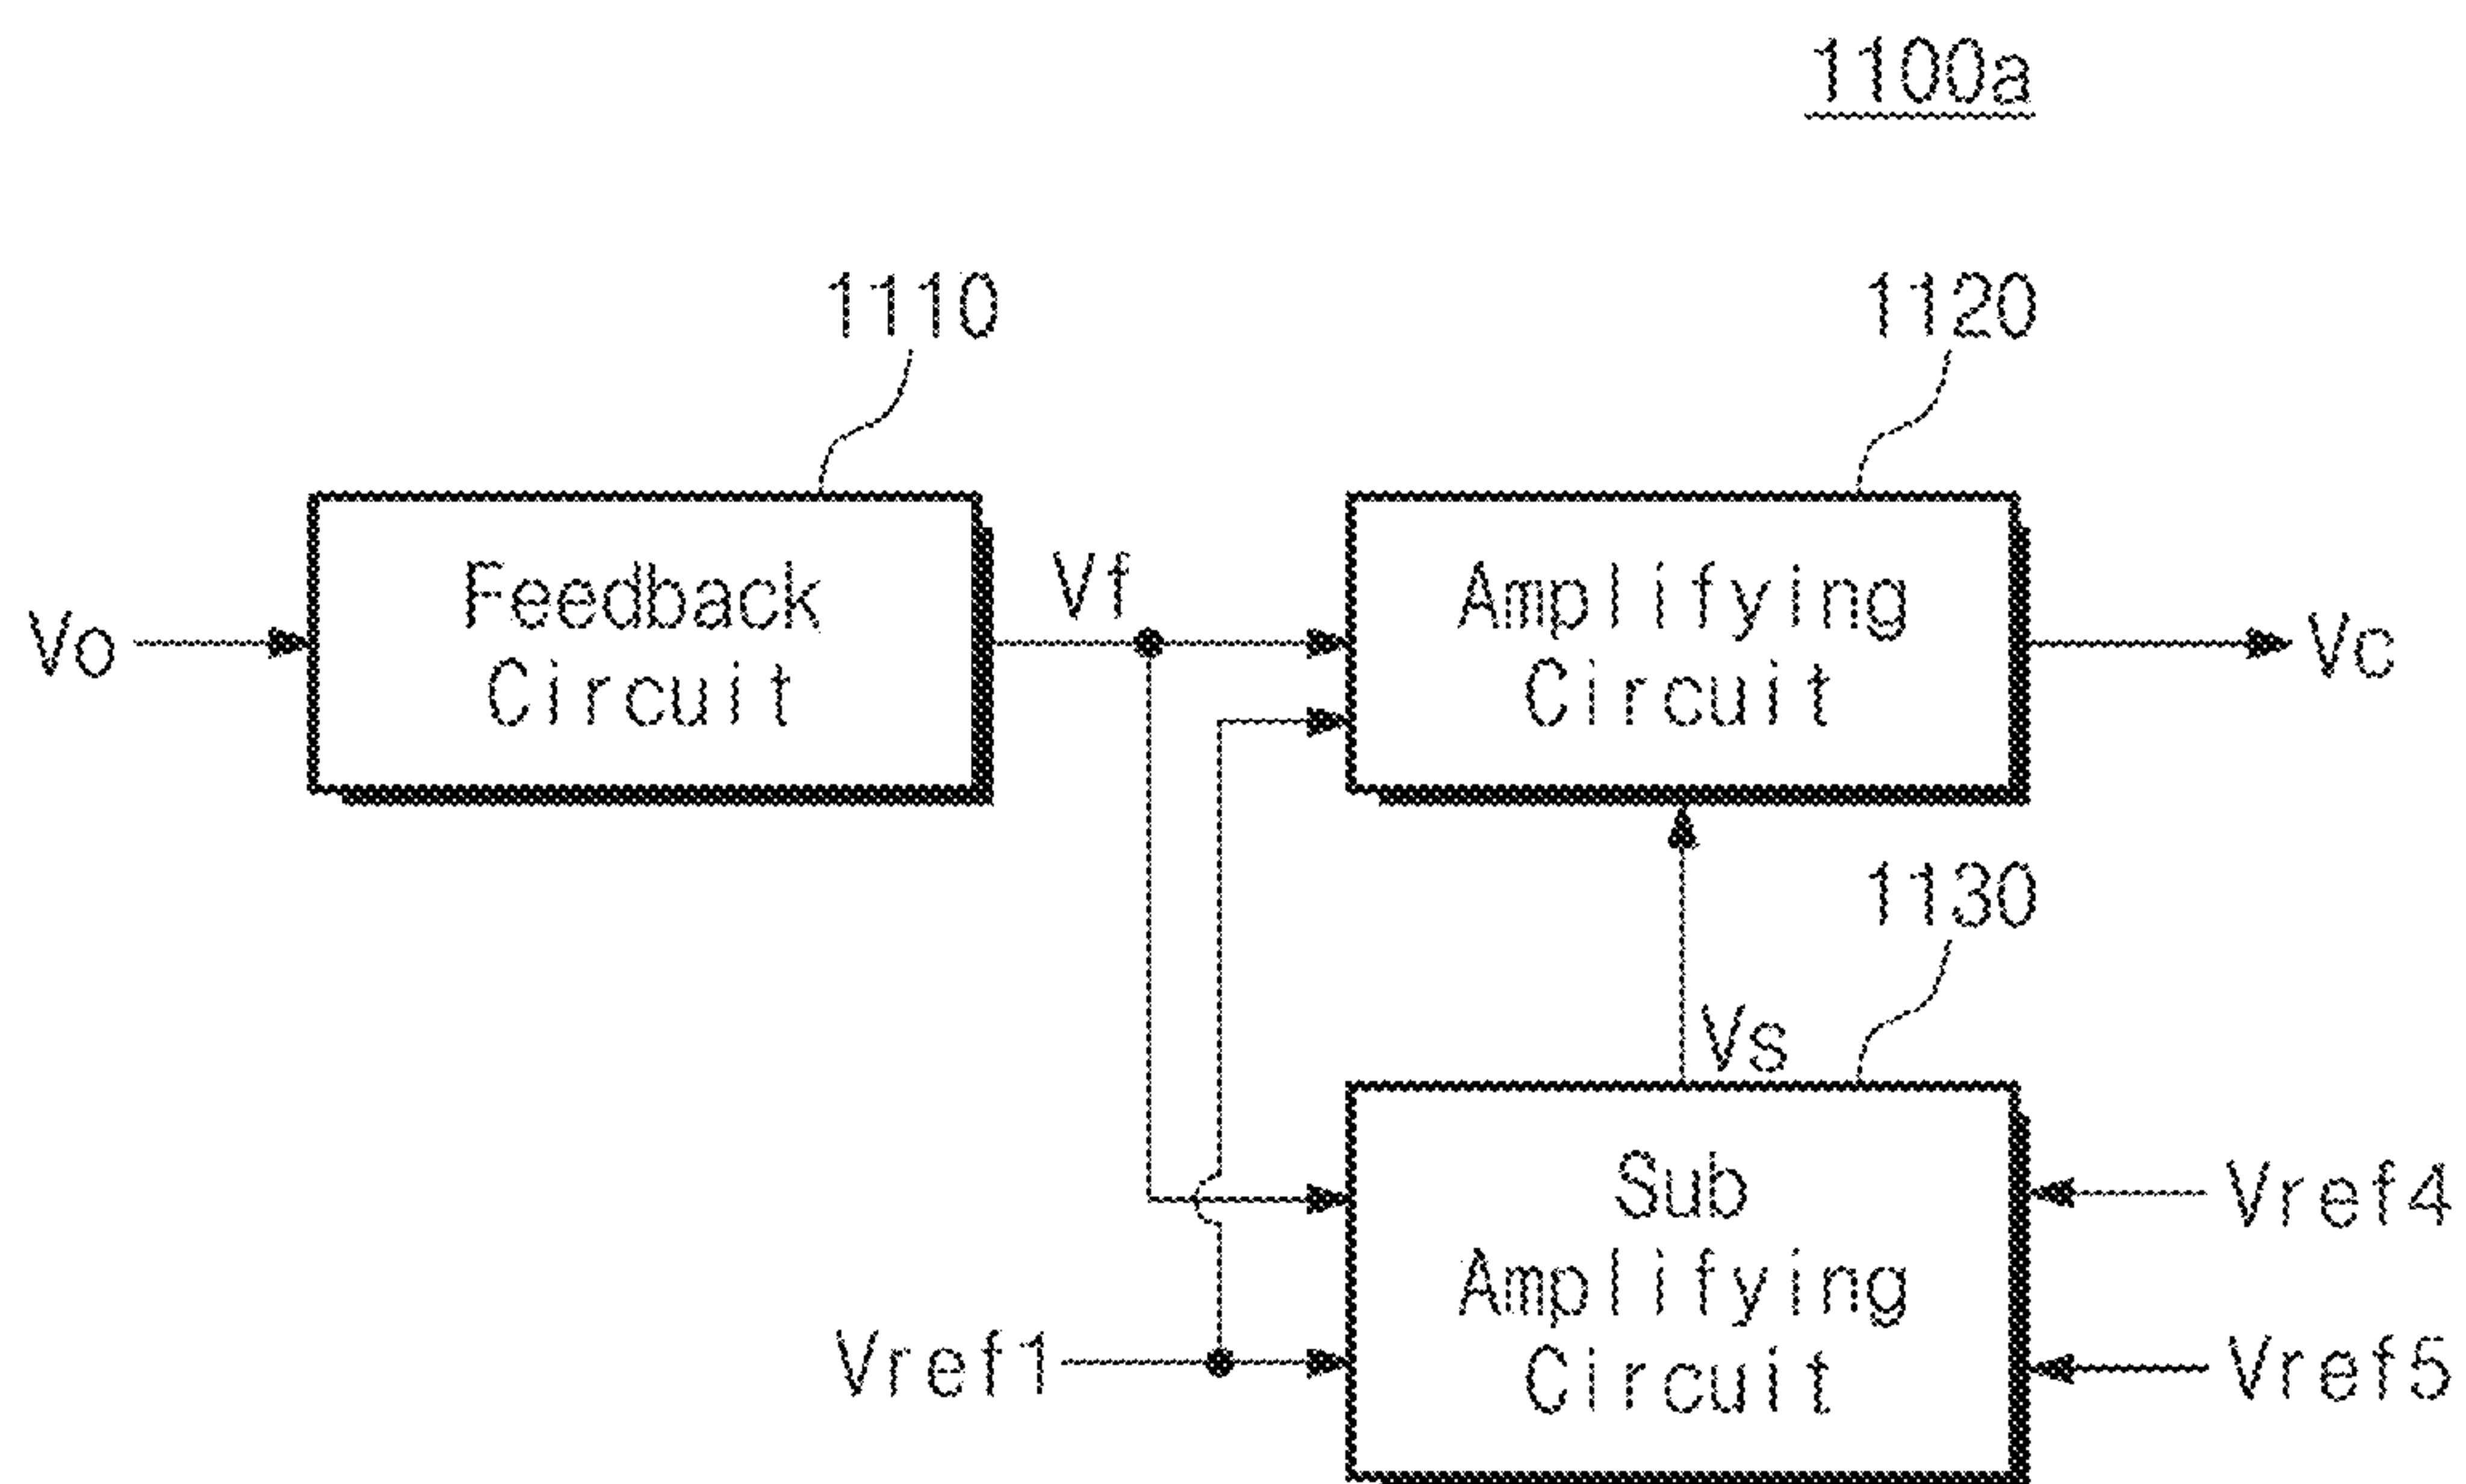 1100a
1110
1120
Feedback
Circuit
Vf
Amplifying
Circuit
Vo
Vc
1130
Vs
Sub
Amplifying
Circuit
Vref4
Vref1
Vref5